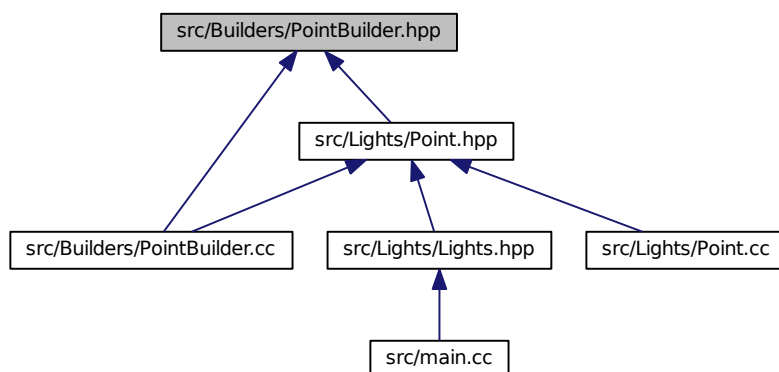 src/Builders/PointBuilder.hpp
src/Lights/Point.hpp
src/Builders/PointBuilder.cc
src/Lights/Lights.hpp
src/Lights/Point.cc
src/main.cc